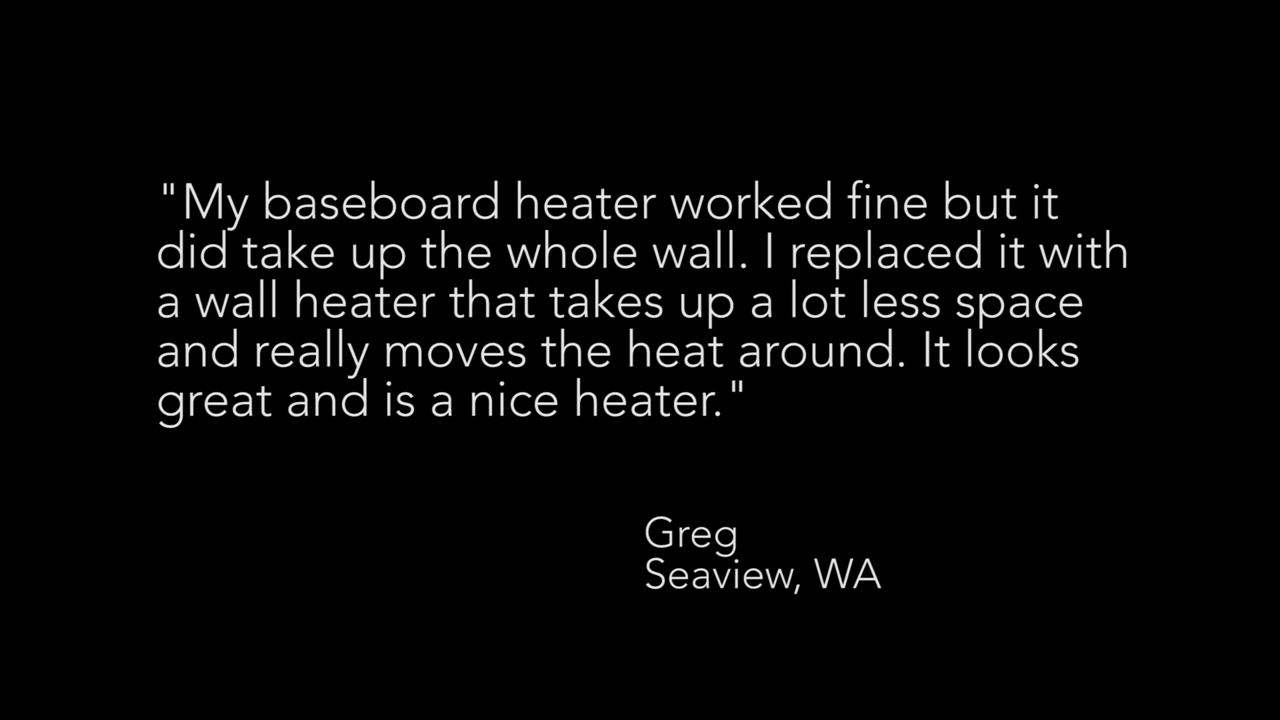 "My baseboard heater worked fine but it
did take up the whole wall. I replaced it with
a wall heater that takes up a lot less space
and really moves the heat around. It looks
great and is a nice heater."
Greg
Seaview, WA